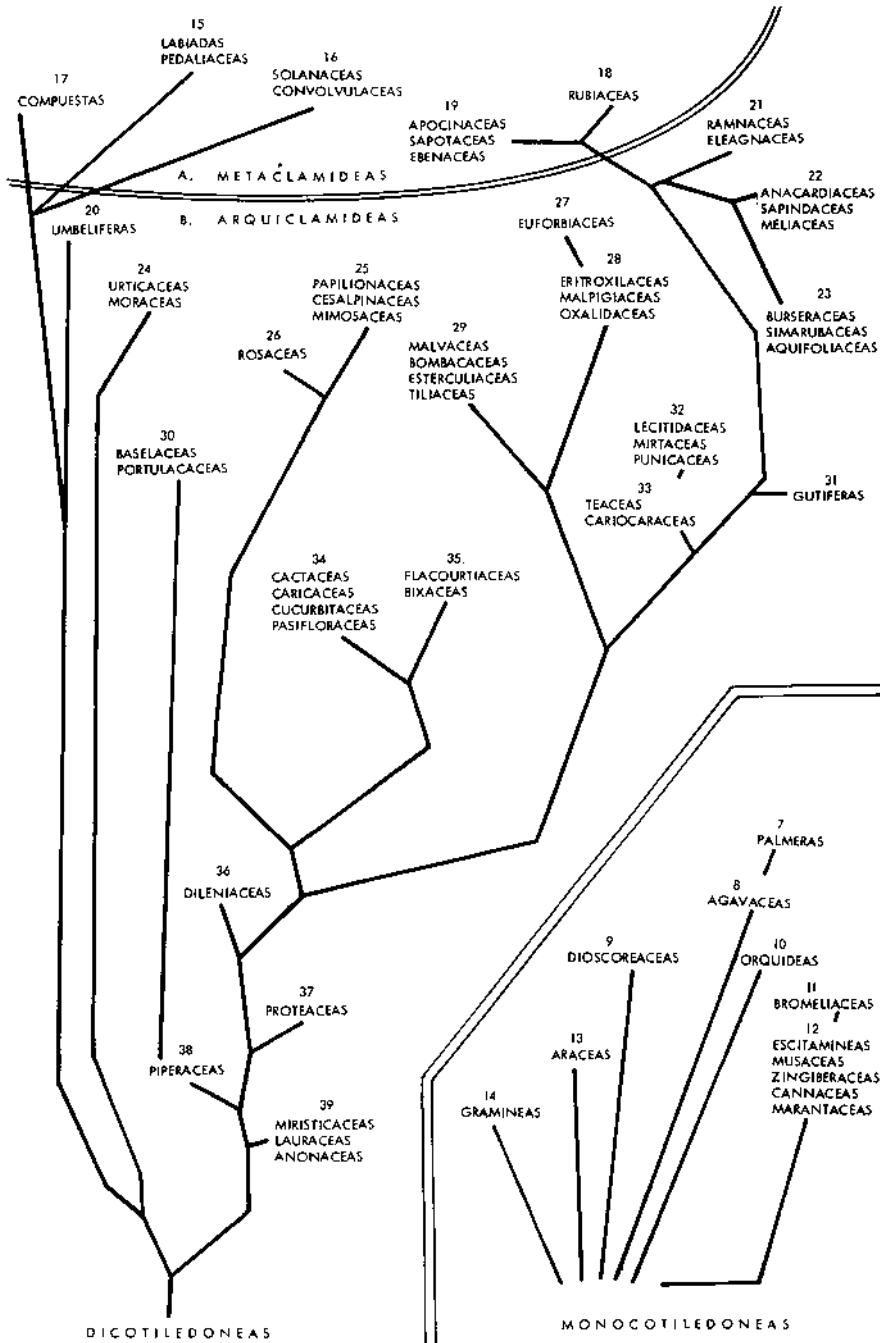 15
LABIADAS
PEDALIACEAS
16
SOLANACEAS
CONVOLVULACEAS
17
COMPUESTAS
18
RUBIACEAS
19
APOCINACEAS
SAPOTACEAS
EBENACEAS
21
RAMNACEAS
ELEAGNACEAS
A. METACLAMIDEAS
22
ANACARDIACEAS
SAPINDACEAS
MELIACEAS
20
UMBELIFERAS
B. ARQUICLAMIDEAS
27
EUFORBIACEAS
24
URTICACEAS
MORACEAS
25
PAPILIONACEAS
CESALPINACEAS
MIMOSACEAS
28
ERITROXILACEAS
MALPIGIACEAS
OXALIDACEAS
23
BURSERACEAS
SIMARUBACEAS
AQUIFOLIACEAS
26
ROSACEAS
29
MALVACEAS
BOMBACACEAS
ESTERCULIACEAS
TILIACEAS
30
BASELACEAS
PORTULACACEAS
32
LECITIDACEAS
MIRTACEAS
PUNICACEAS
31
GUTIFERAS
33
TEACEAS
CARIOCARACEAS
34
CACTACEAS
CARICACEAS
CUCURBITACEAS
PASIFLORACEAS
35.
FLACOURTIACEAS
BIXACEAS
36
DILENIACEAS
7
PALMERAS
8
AGAVACEAS
9
DIOSCOREACEAS
10
ORQUIDEAS
11
BROMELIACEAS
12
ESCITAMINEAS
MUSACEAS
ZINGIBERACEAS
CANNACEAS
MARANTACEAS
37
PROTEACEAS
38
PIPERACEAS
13
ARACEAS
14
GRAMINEAS
39
MIRISTICACEAS
LAURACEAS
ANONACEAS
DICOTILEDONEAS
MONOCOTILEDONEAS